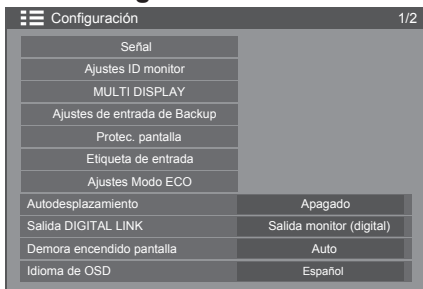 Configuración 1/2
Señal
Ajustes ID monitor
MULTI DISPLAY
Ajustes de entrada de Backup
Protec. pantalla
Etiqueta de entrada
Ajustes Modo ECO
Autodesplazamiento Apagado
Salida DIGITAL LINK Salida monitor (digital)
Demora encendido pantalla Auto
Idioma de OSD Español